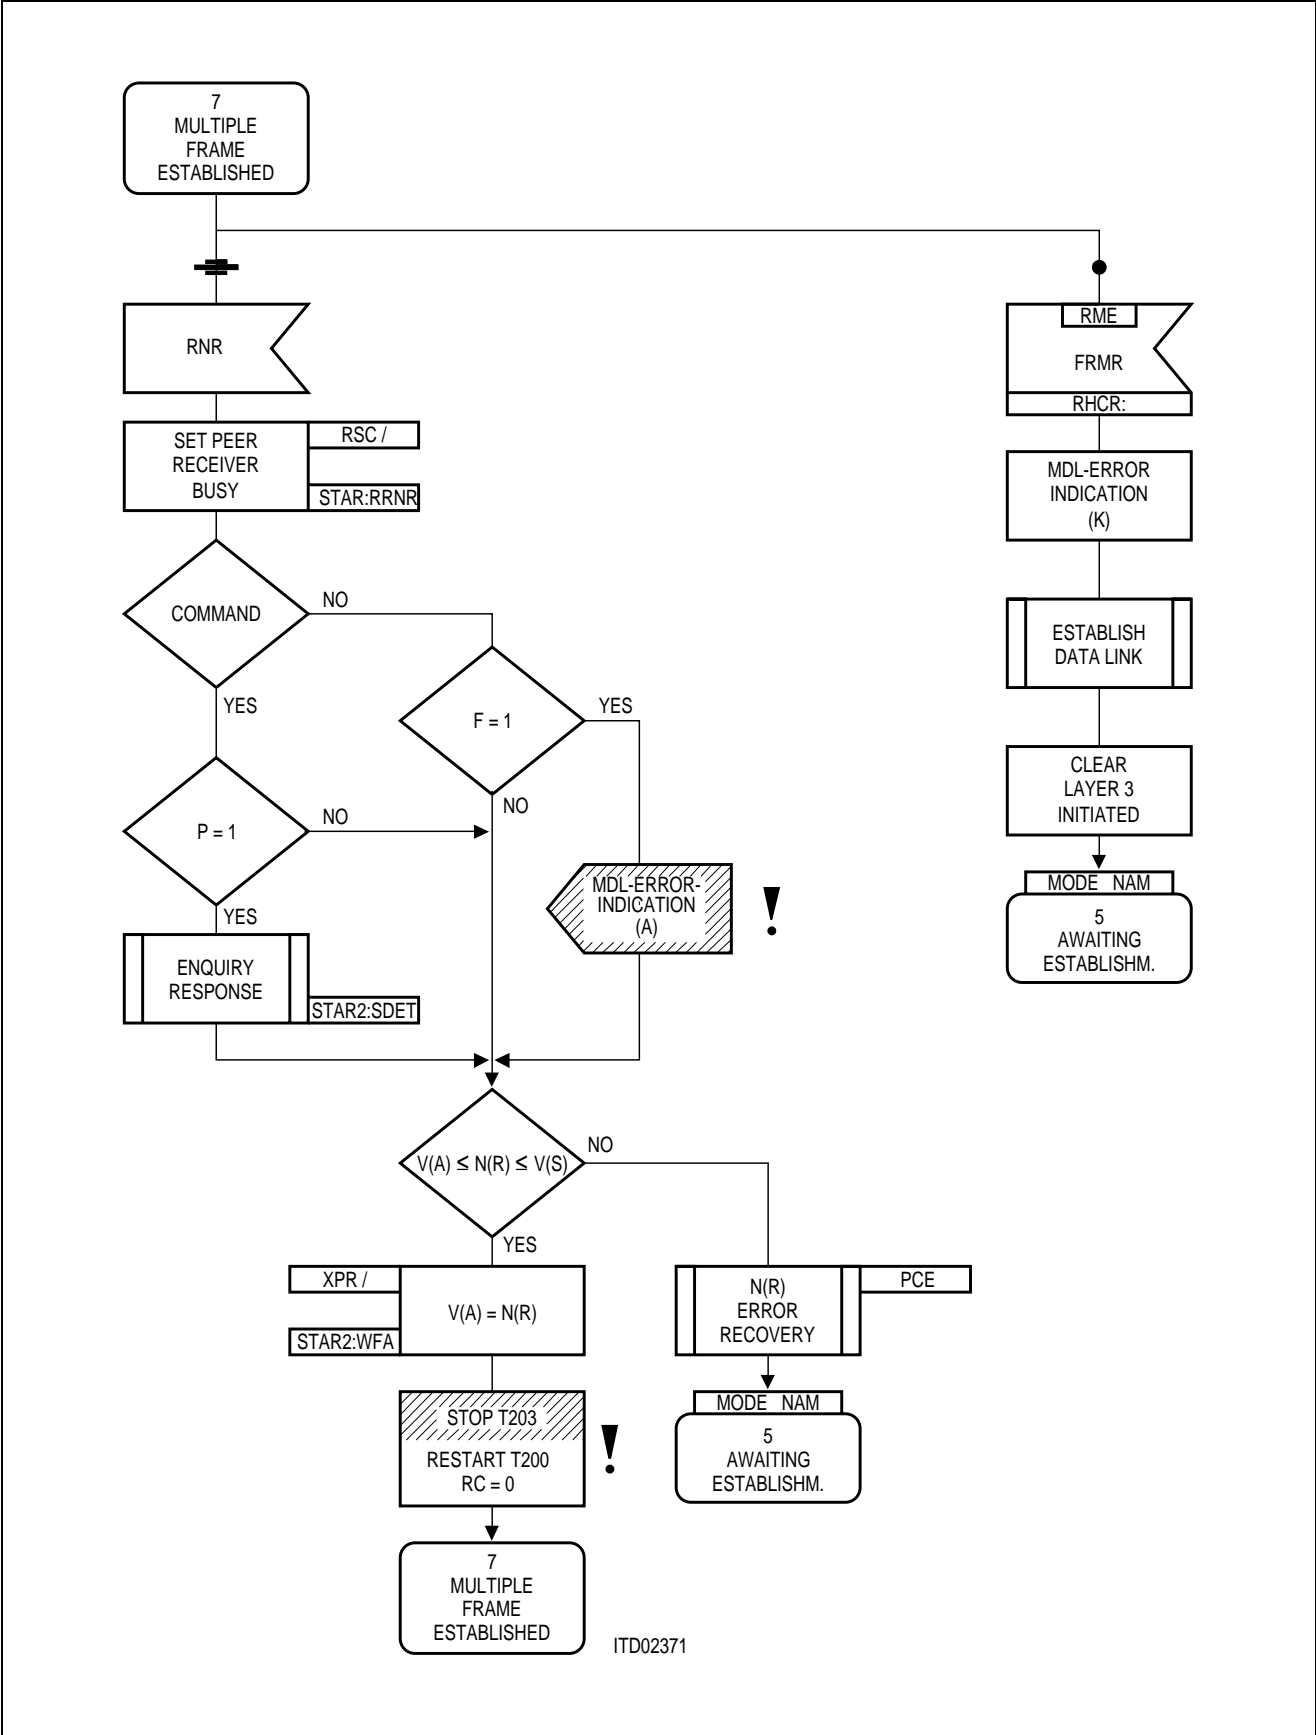 7
MULTIPLE
FRAME
ESTABLISHED
RNR
RME
FRMR
RHCR:
SET PEER
RECEIVER
BUSY
RSC /
STAR:RRNR
MDL-ERROR
INDICATION
(K)
COMMAND
NO
YES
ESTABLISH
DATA LINK
F = 1
YES
NO
P = 1
NO
YES
CLEAR
LAYER 3
INITIATED
MDL-ERROR-
INDICATION
(A)
!
MODE NAM
5
AWAITING
ESTABLISHM.
ENQUIRY
RESPONSE
STAR2:SDET
V(A) ≤ N(R) ≤ V(S)
NO
YES
XPR /
STAR2:WFA
V(A) = N(R)
N(R)
ERROR
RECOVERY
PCE
STOP T203
RESTART T200
RC = 0
!
MODE NAM
5
AWAITING
ESTABLISHM.
7
MULTIPLE
FRAME
ESTABLISHED
ITD02371